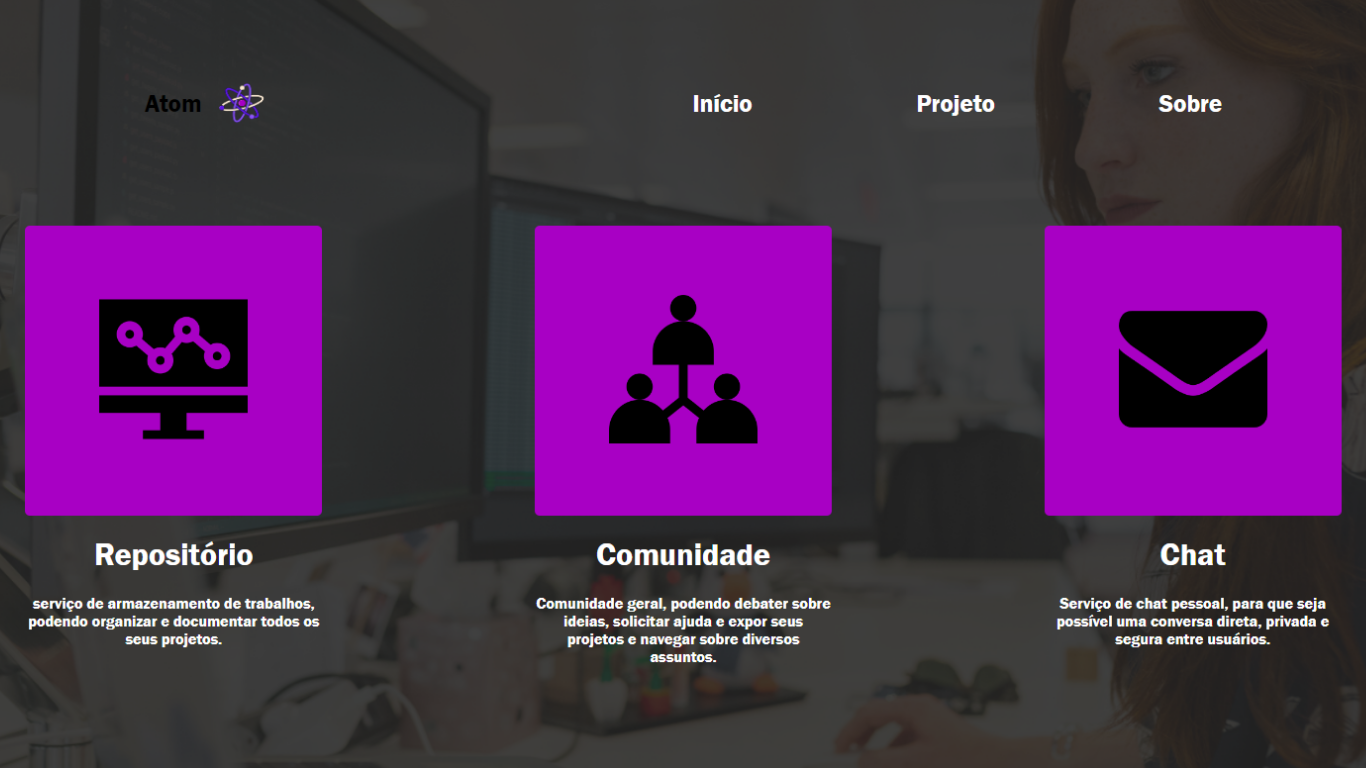 Atom
Início
Projeto
Sobre
Repositório
serviço de armazenamento de trabalhos,
podendo organizar e documentar todos os
seus projetos.
Comunidade
Comunidade geral, podendo debater sobre
ideias, solicitar ajuda e expor seus
projetos e navegar sobre diversos
assuntos.
Chat
Serviço de chat pessoal, para que seja
possível uma conversa direta, privada e
segura entre usuários.